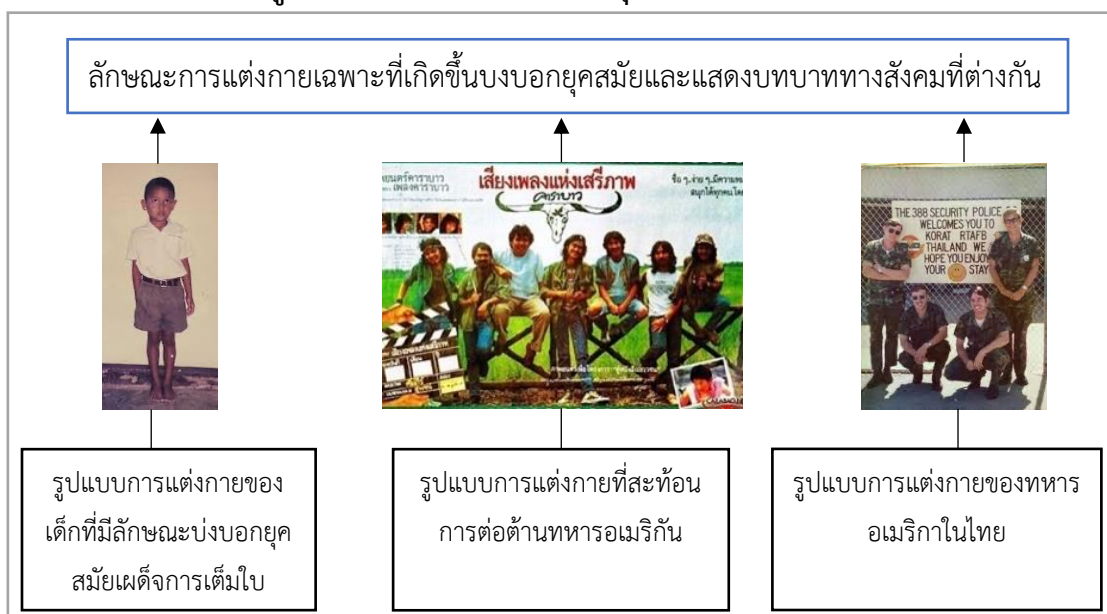 ลักษณะการแต่งกายเฉพาะที่เกิดขึ้นบงบอกยุคสมัยและแสดงบทบาททางสังคมที่ต่างกัน
เพลงคาราบาว
เสียงเพลงแห่งเสรีภาพ
คาราบาว
THE 388 SECURITY POLICE
WELCOMES YOU TO
KORAT RTAFB
THAILAND WE
HOPE YOU ENJOY
YOUR STAY
รูปแบบการแต่งกายของ
เด็กที่มีลักษณะบ่งบอกยุค
สมัยเผด็จการเต็มใบ
รูปแบบการแต่งกายที่สะท้อน
การต่อต้านทหารอเมริกัน
รูปแบบการแต่งกายของทหาร
อเมริกาในไทย